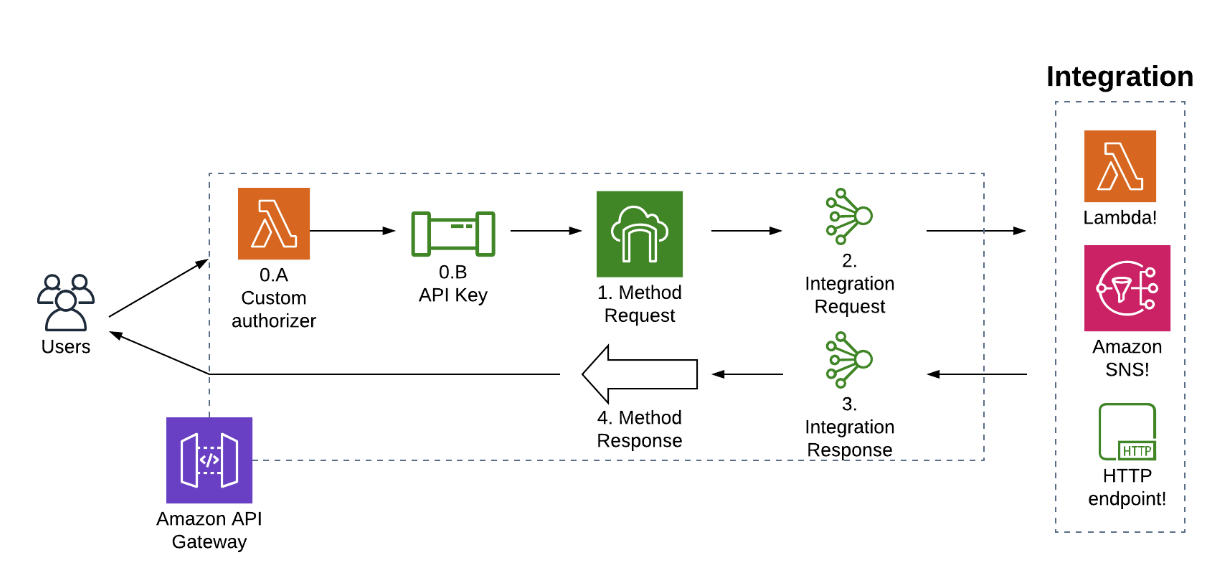 Integration
0.A
Custom
authorizer
0.B
API Key
1. Method
Request
2.
Integration
Request
Lambda!
Users
Amazon
SNS!
4. Method
Response
3.
Integration
Response
HTTP
HTTP
endpoint!
</>
Amazon API
Gateway